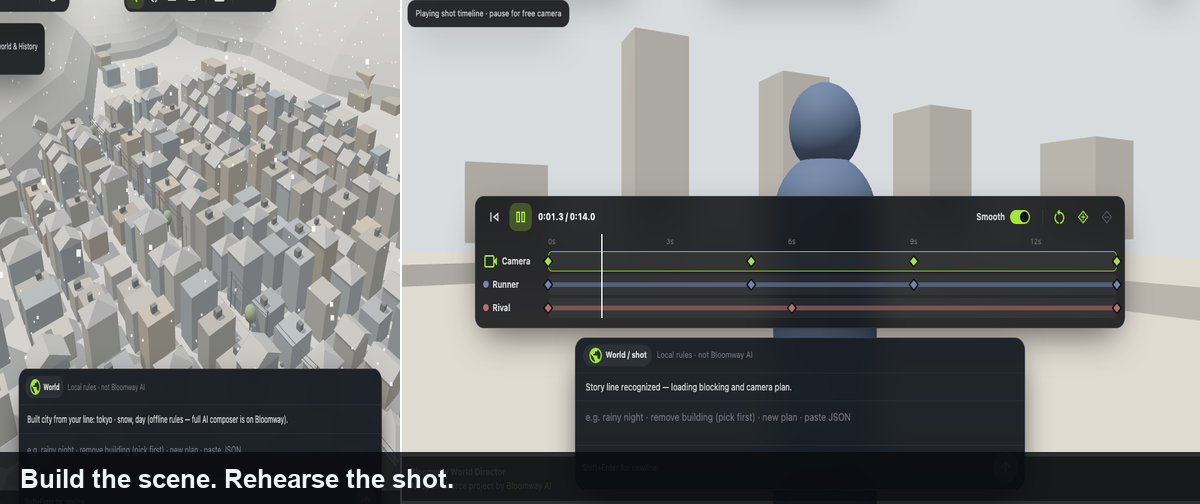 orld & History
World Local rules · not Bloomway AI
Built city from your line: tokyo · snow, day (offline rules — full AI composer is on Bloomway).
e.g. rainy night · remove building (pick first) · new plan · paste JSON
Playing shot timeline · pause for free camera
0:01.3 / 0:14.0 Smooth
0s 3s 6s 9s 12s
Camera
Runner
Rival
World / shot Local rules · not Bloomway AI
Story line recognized — loading blocking and camera plan.
e.g. rainy night · remove building (pick first) · new plan · paste JSON
World Director
project by Bloomway AI
Build the scene. Rehearse the shot.